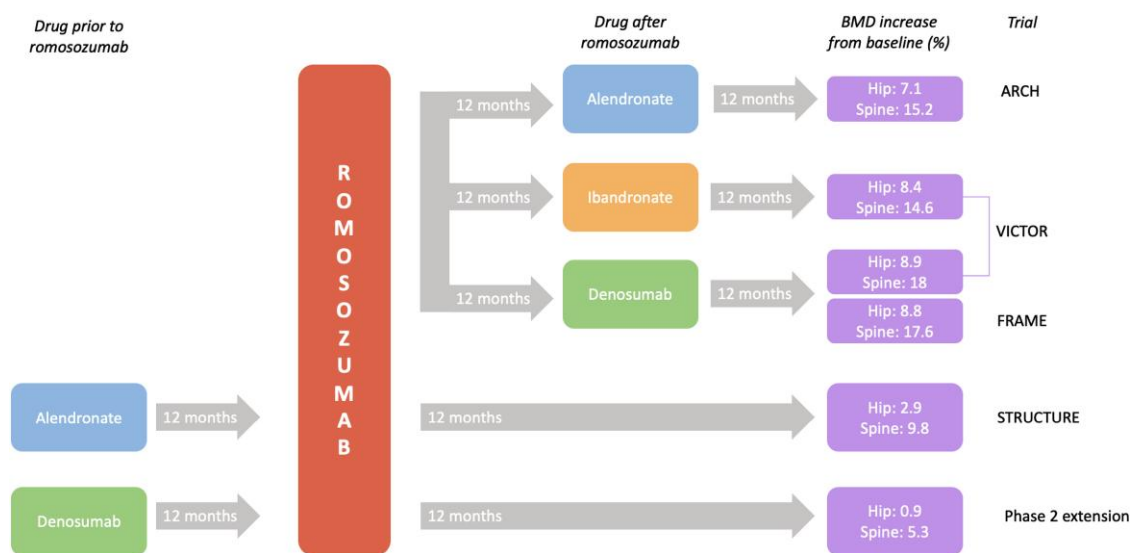 Drug prior to
romosozumab
Drug after
romosozumab
BMD increase
from baseline (%)
Trial
ROMOSOZUMAB
12 months
Alendronate
12 months
Hip: 7.1
Spine: 15.2
ARCH
12 months
Ibandronate
12 months
Hip: 8.4
Spine: 14.6
VICTOR
12 months
Denosumab
12 months
Hip: 8.9
Spine: 18
Hip: 8.8
Spine: 17.6
FRAME
Alendronate
12 months
12 months
Hip: 2.9
Spine: 9.8
STRUCTURE
Denosumab
12 months
12 months
Hip: 0.9
Spine: 5.3
Phase 2 extension